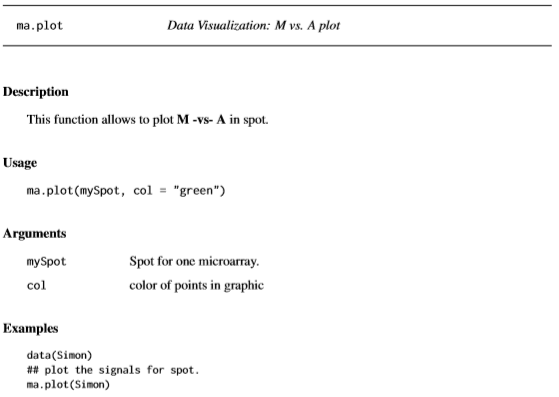 ma.plot Data Visualization: M vs. A plot
Description
This function allows to plot M -vs- A in spot.
Usage
ma.plot(mySpot, col = "green")
Arguments
mySpot Spot for one microarray.
col color of points in graphic
Examples
data(Simon)
## plot the signals for spot.
ma.plot(Simon)